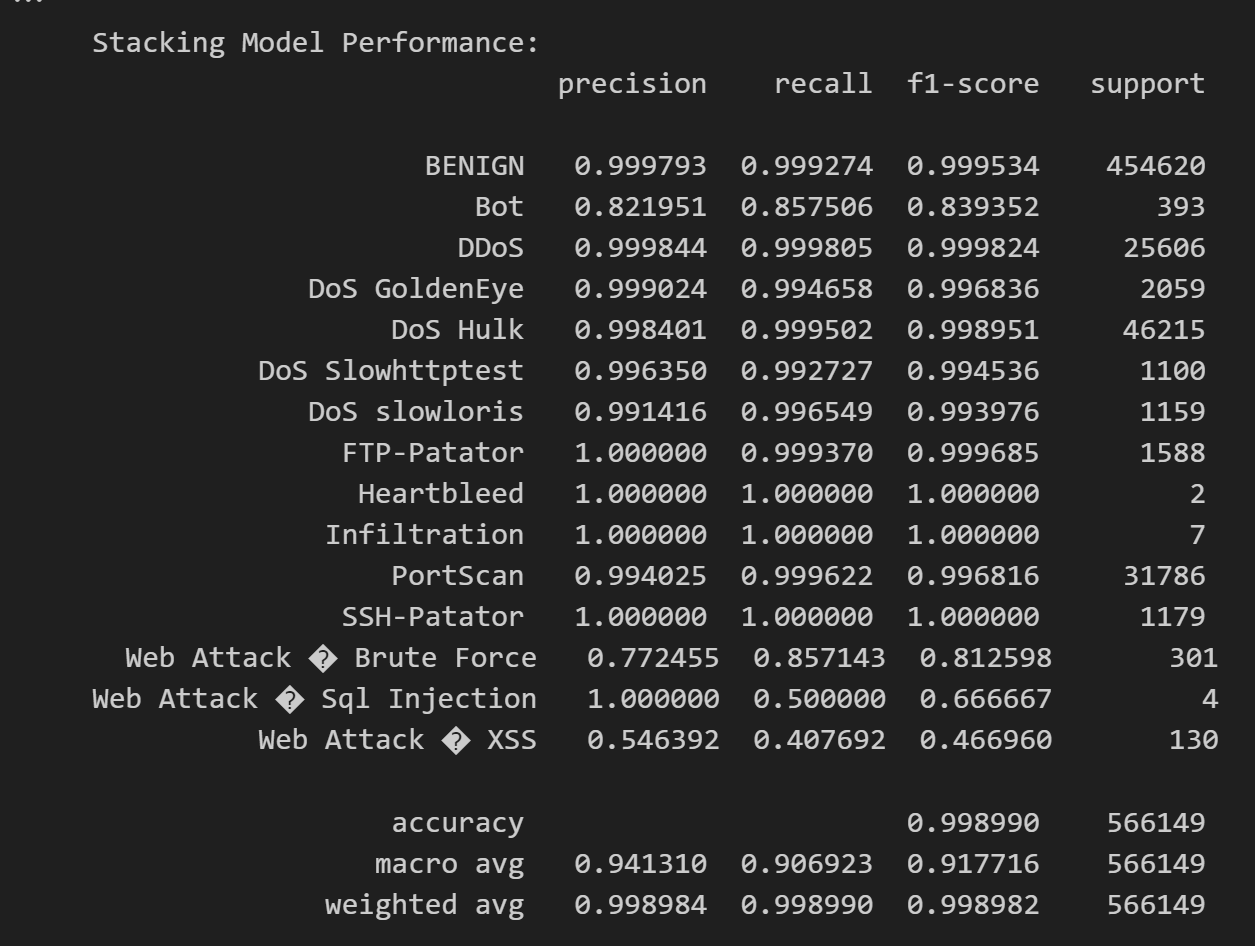 Stacking Model Performance:
precision recall f1-score support
BENIGN 0.999793 0.999274 0.999534 454620
Bot 0.821951 0.857506 0.839352 393
DDoS 0.999844 0.999805 0.999824 25606
DoS GoldenEye 0.999024 0.994658 0.996836 2059
DoS Hulk 0.998401 0.999502 0.998951 46215
DoS Slowhttptest 0.996350 0.992727 0.994536 1100
DoS slowloris 0.991416 0.996549 0.993976 1159
FTP-Patator 1.000000 0.999370 0.999685 1588
Heartbleed 1.000000 1.000000 1.000000 2
Infiltration 1.000000 1.000000 1.000000 7
PortScan 0.994025 0.999622 0.996816 31786
SSH-Patator 1.000000 1.000000 1.000000 1179
Web Attack � Brute Force 0.772455 0.857143 0.812598 301
Web Attack � Sql Injection 1.000000 0.500000 0.666667 4
Web Attack � XSS 0.546392 0.407692 0.466960 130
accuracy 0.998990 566149
macro avg 0.941310 0.906923 0.917716 566149
weighted avg 0.998984 0.998990 0.998982 566149